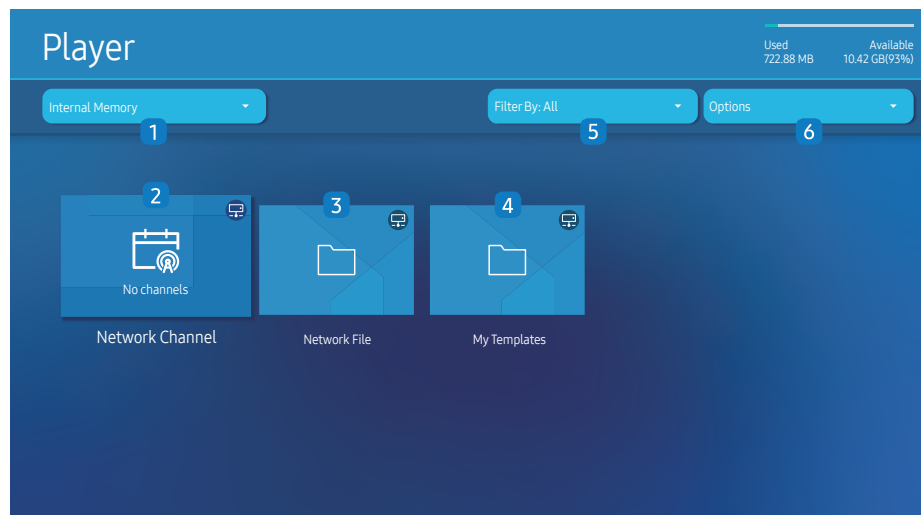 Player
Used
722.88 MB
Available
10.42 GB(93%)
Internal Memory
Filter By: All
Options
1
5
6
2
3
4
No channels
Network Channel
Network File
My Templates